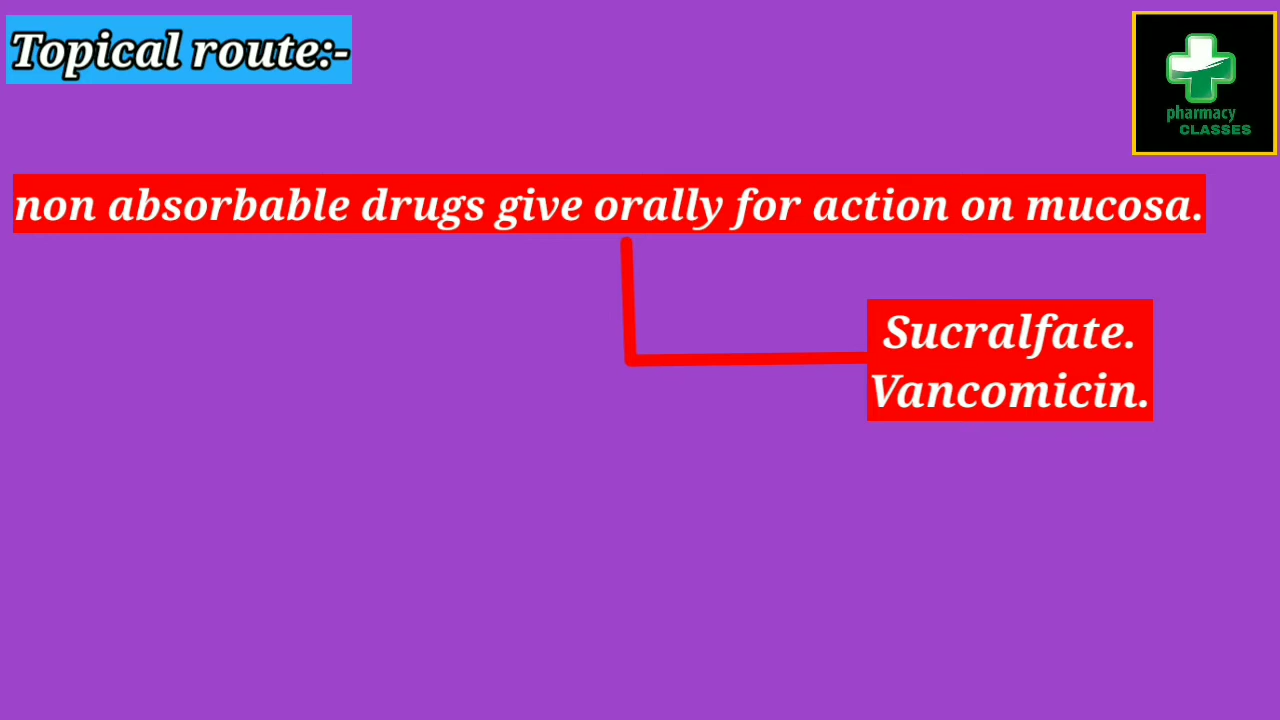 Topical route:-
pharmacy
CLASSES
non absorbable drugs give orally for action on mucosa.
Sucralfate.
Vancomicin.